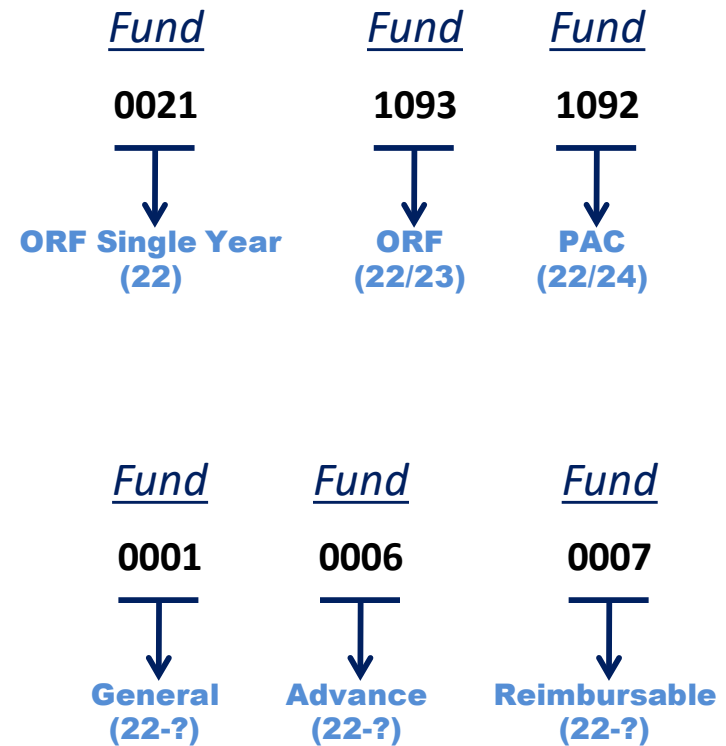 Fund Fund Fund
0021 1093 1092
ORF Single Year ORF PAC
(22) (22/23) (22/24)
Fund Fund Fund
0001 0006 0007
General Advance Reimbursable
(22-?) (22-?) (22-?)